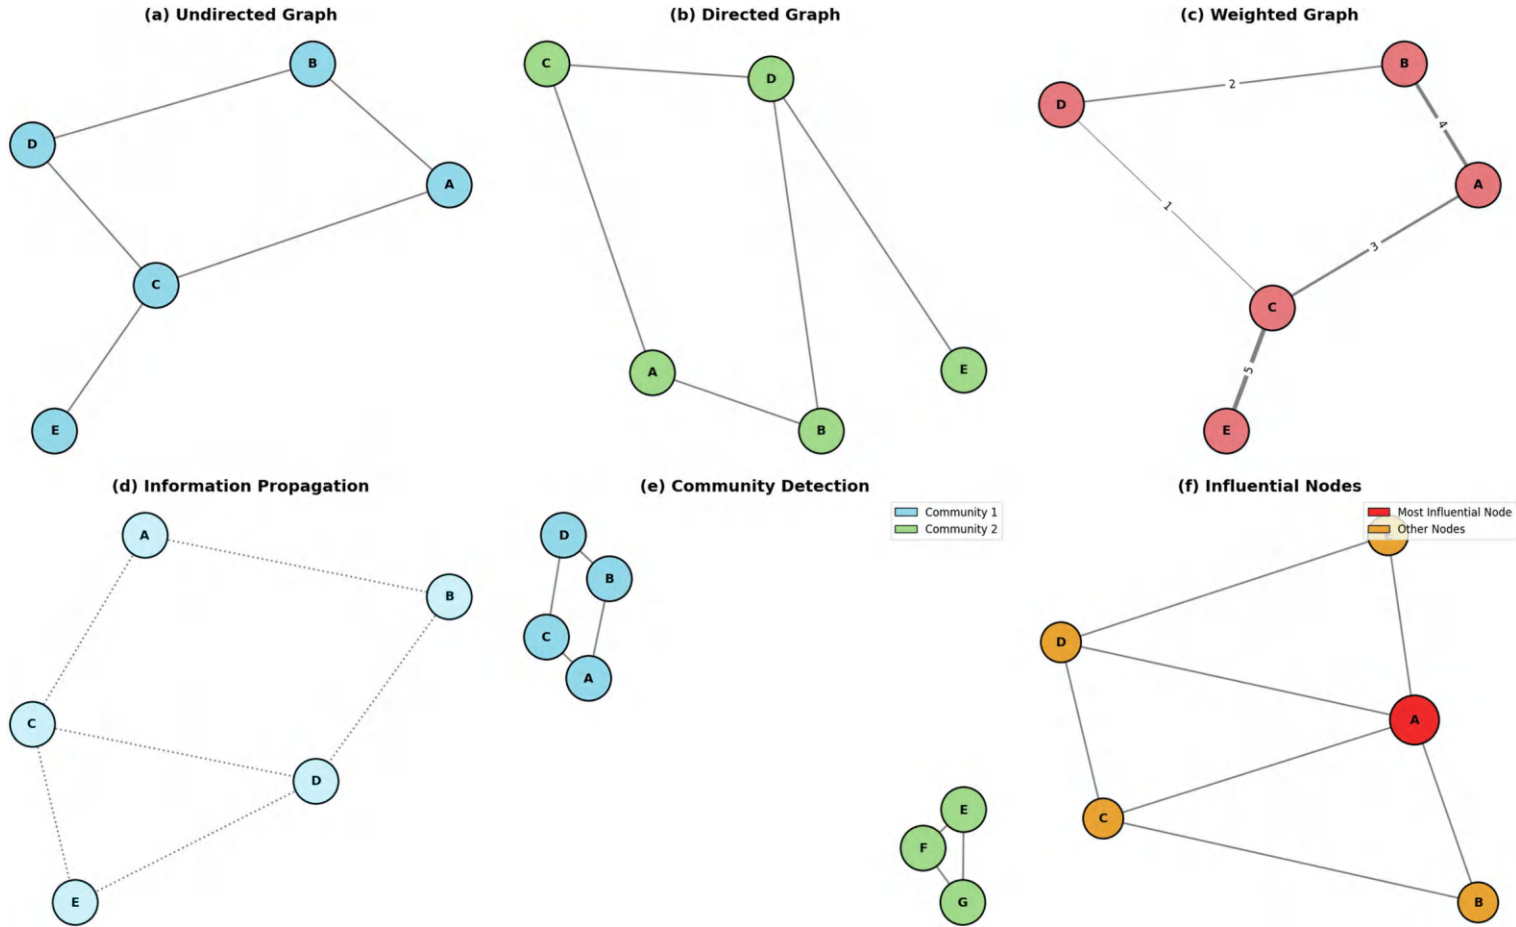 (a) Undirected Graph
B
D
A
C
E
(b) Directed Graph
C
D
A
E
B
(c) Weighted Graph
B
D
2
4
A
1
3
C
5
E
(d) Information Propagation
A
B
C
D
E
(e) Community Detection
Community 1
Community 2
D
B
C
A
E
F
G
(f) Influential Nodes
Most Influential Node
Other Nodes
D
A
C
B